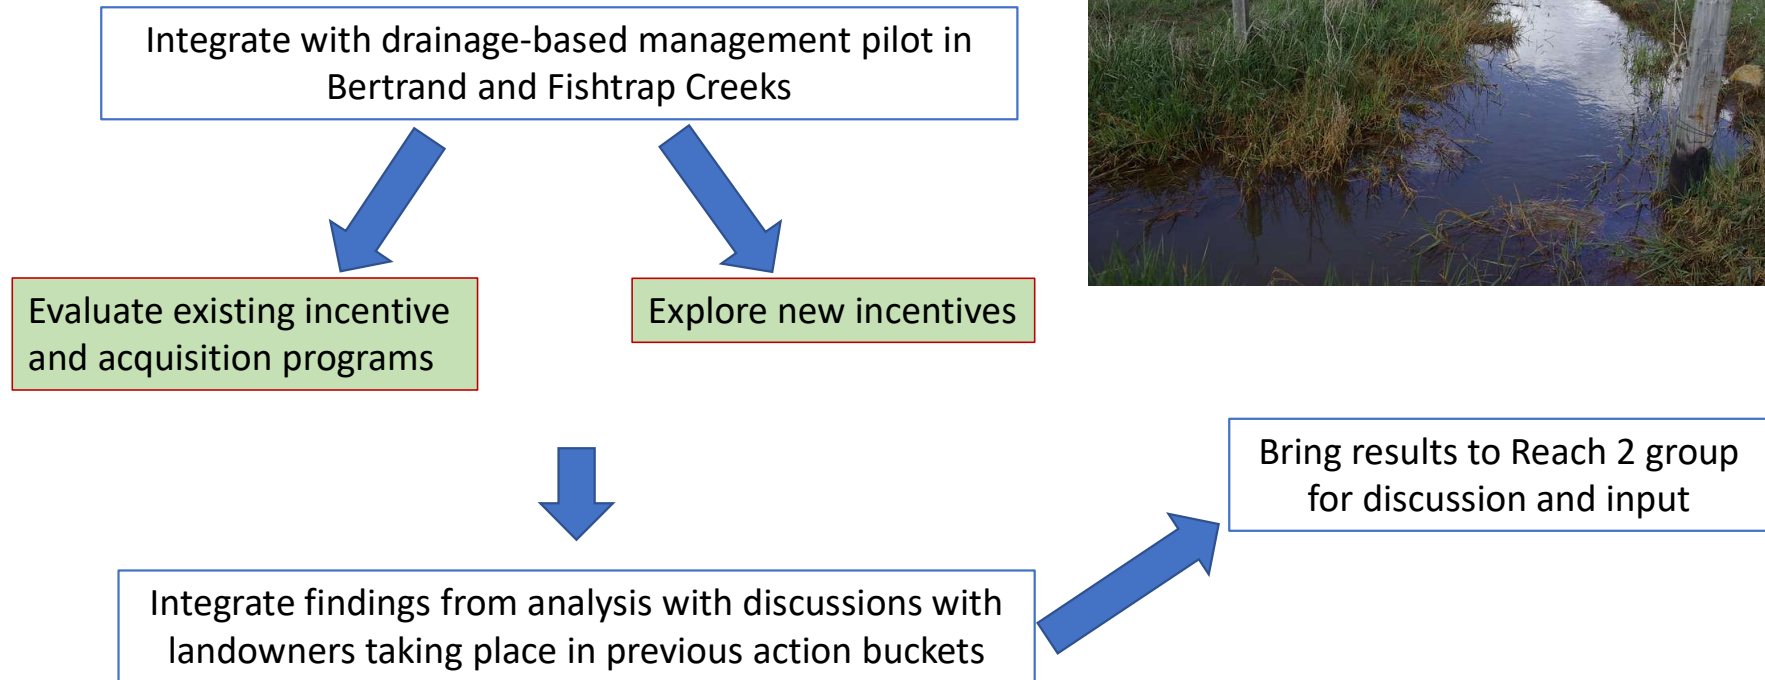 Integrate with drainage-based management pilot in
Bertrand and Fishtrap Creeks
Evaluate existing incentive
and acquisition programs
Explore new incentives
Integrate findings from analysis with discussions with
landowners taking place in previous action buckets
Bring results to Reach 2 group
for discussion and input